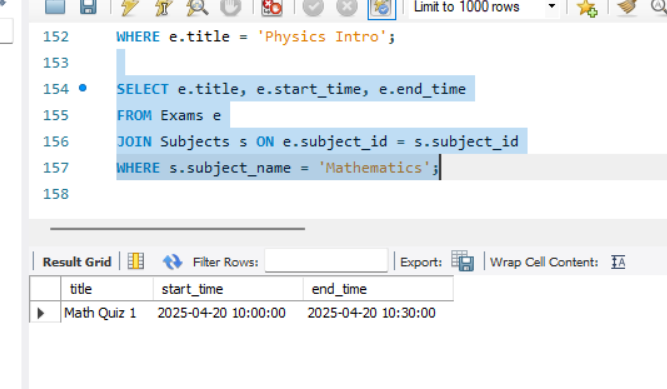 Limit to 1000 rows
152 WHERE e.title = 'Physics Intro';
153
154 SELECT e.title, e.start_time, e.end_time
155 FROM Exams e
156 JOIN Subjects s ON e.subject_id = s.subject_id
157 WHERE s.subject_name = 'Mathematics';
158
Result Grid Filter Rows: Export: Wrap Cell Content:
title start_time end_time
Math Quiz 1 2025-04-20 10:00:00 2025-04-20 10:30:00